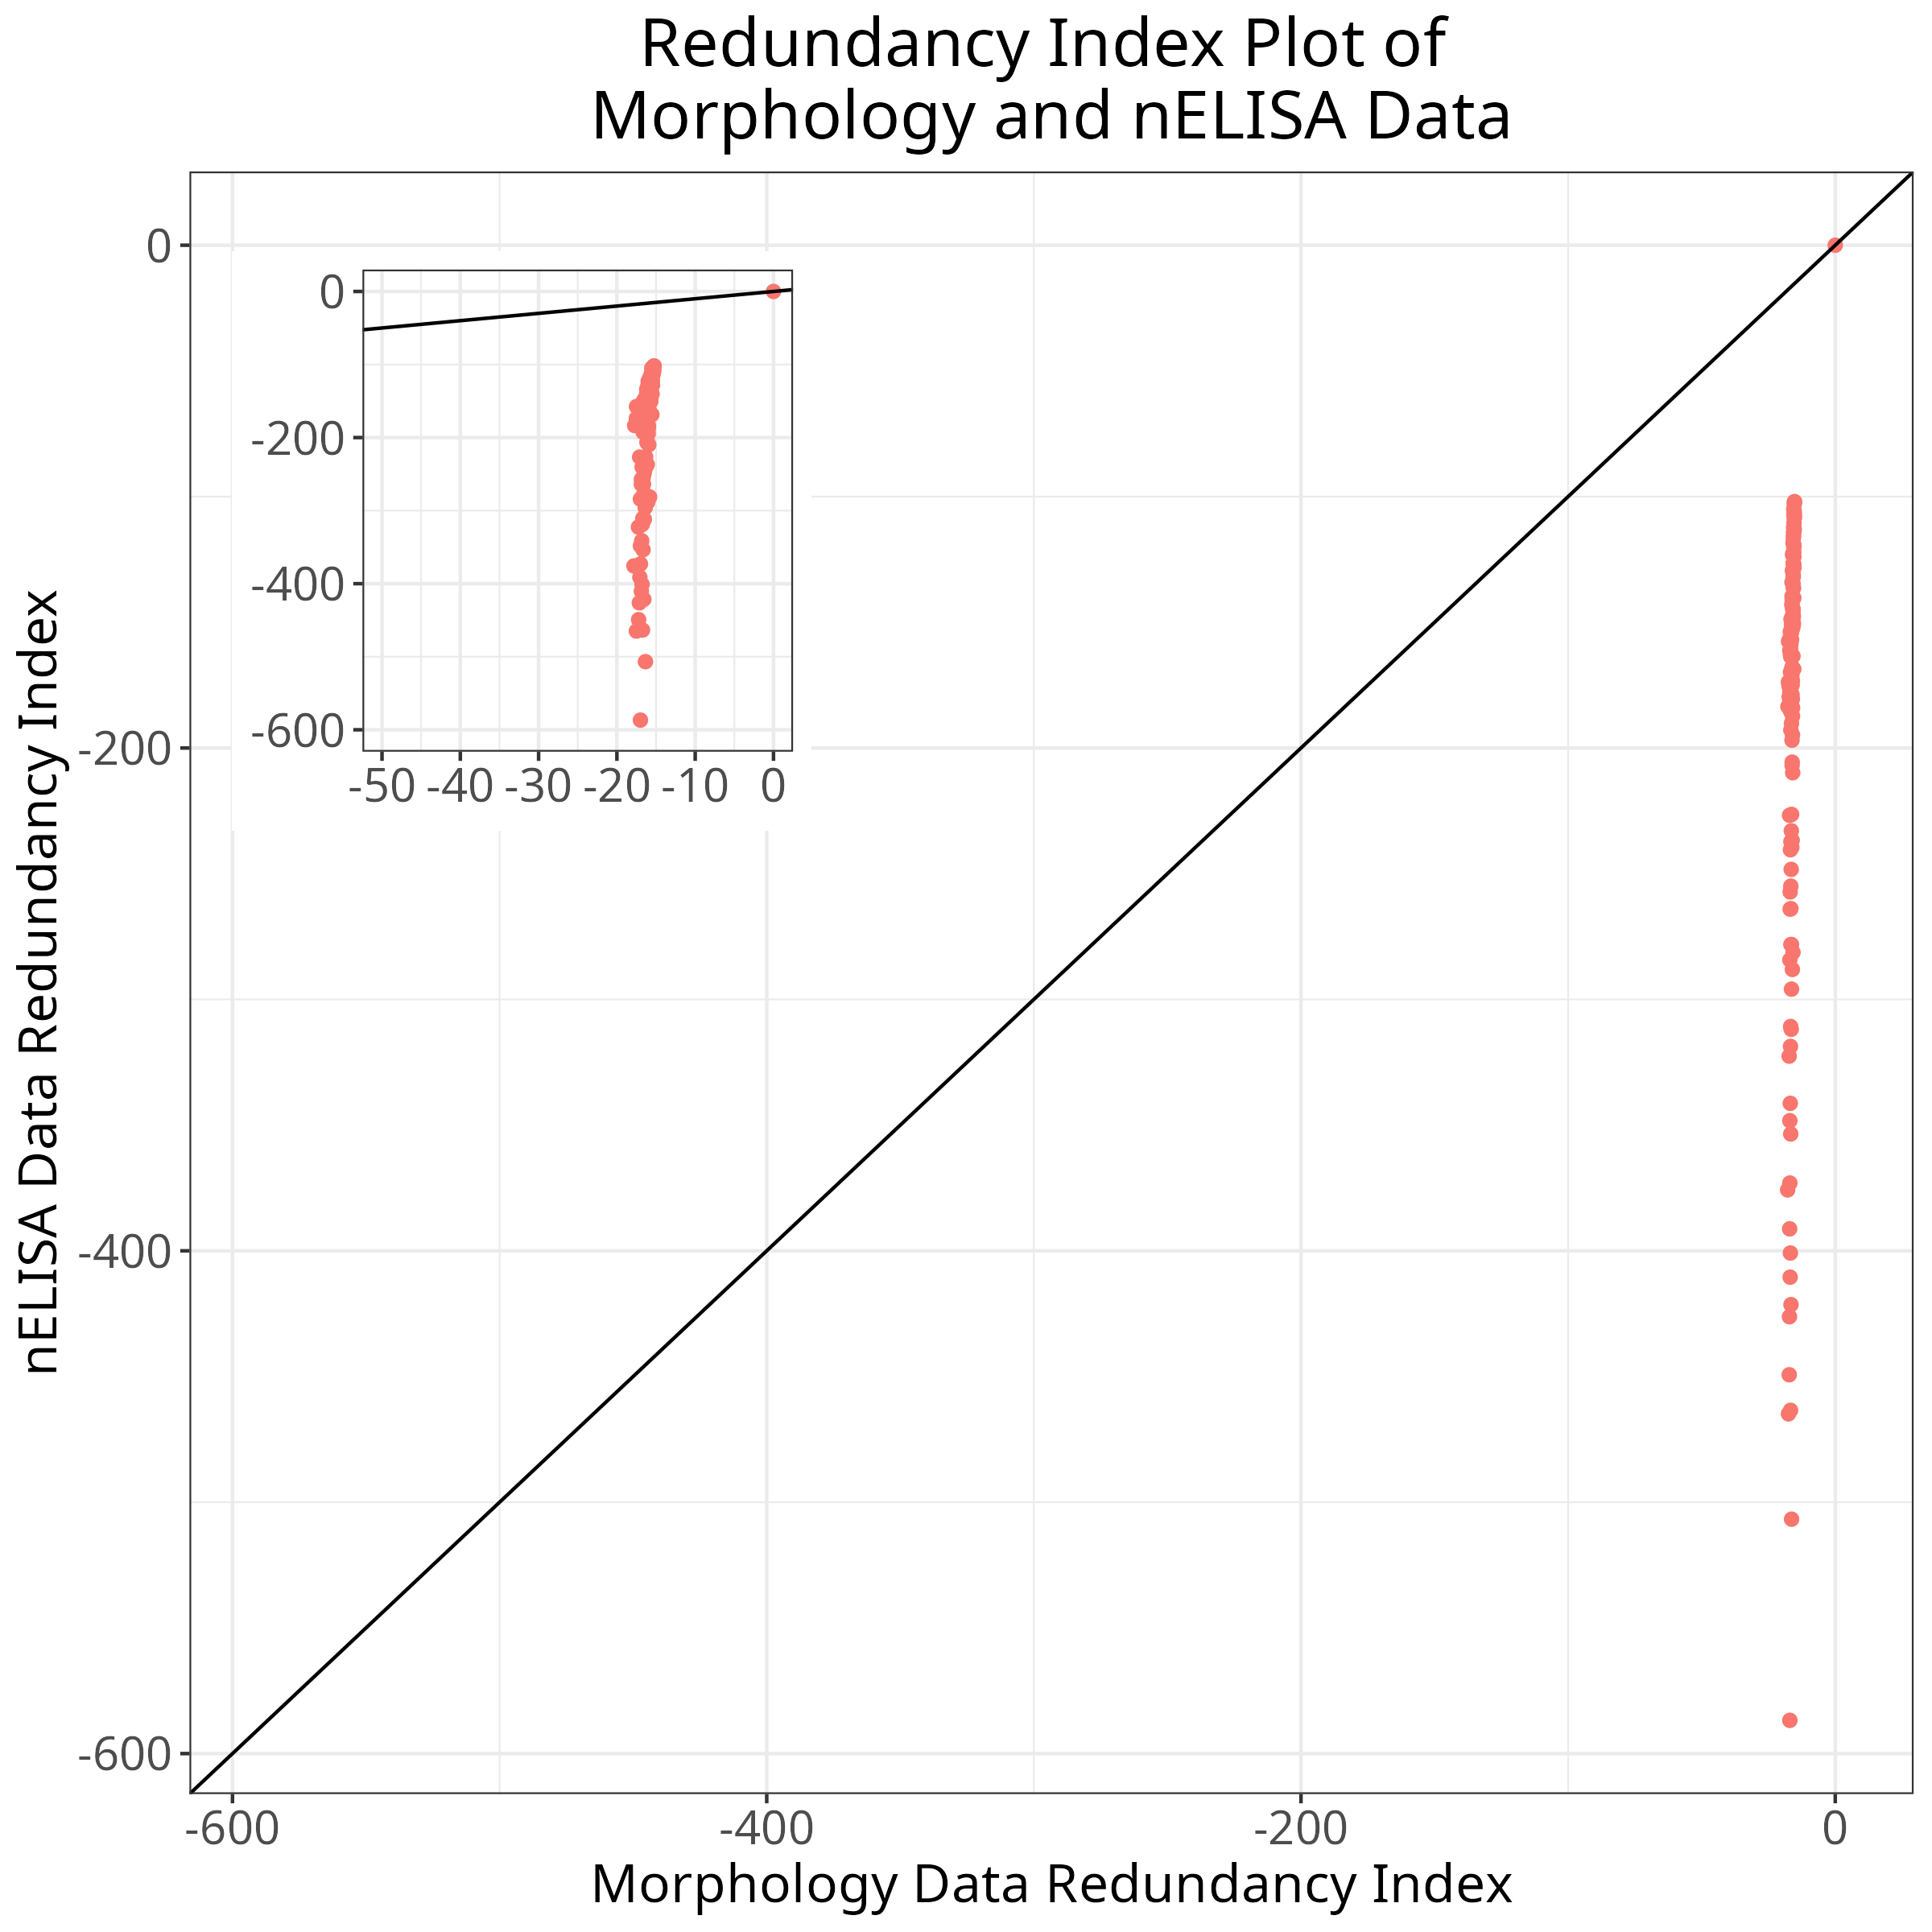 Redundancy Index Plot of
Morphology and nELISA Data
nELISA Data Redundancy Index
0
-200
-400
-600
0
-200
-400
-600
-50 -40 -30 -20 -10 0
-600 -400 -200 0
Morphology Data Redundancy Index